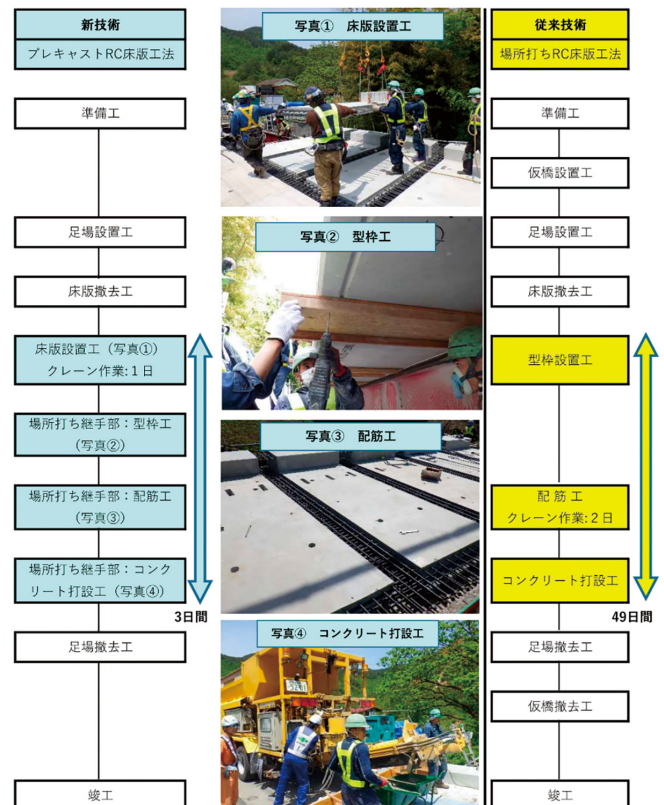 新技術
プレキャストRC床版工法
準備工
足場設置工
床版撤去工
床版設置工（写真①）
クレーン作業:1日
場所打ち継手部：型枠工
（写真②）
場所打ち継手部：配筋工
（写真③）
場所打ち継手部：コンク
リート打設工（写真④）
3日間
足場撤去工
竣工
写真①　床版設置工
写真②　型枠工
写真③　配筋工
写真④　コンクリート打設工
従来技術
場所打ちRC床版工法
準備工
仮橋設置工
足場設置工
床版撤去工
型枠設置工
配 筋 工
クレーン作業:2日
コンクリート打設工
49日間
足場撤去工
仮橋撤去工
竣工